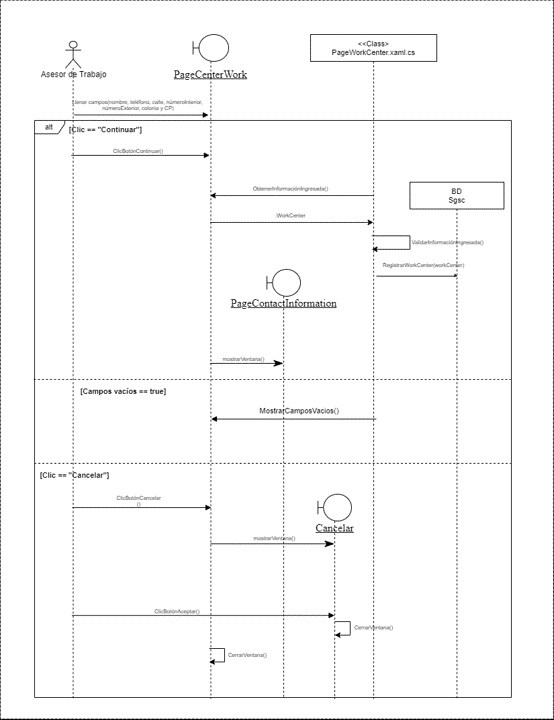 <<Class>
PageWorkCenter.xaml.cs
Asesor de Trabajo
PageCenterWork
Llenar campos(nombre, teléfono, calle, númeroInterior,
númeroExterior, colonia y CP)
alt
[Clic == "Continuar"]
ClicBotónContinuar()
ObtenerInformaciónIngresada()
BD
Sgsc
tWorkCenter
ValidarInformaciónIngresada()
RegistrarWorkCenter(workCenter)
PageContactInformation
mostrarVentana()
[Campos vacíos == true]
MostrarCamposVacíos()
[Clic == "Cancelar"]
ClicBotónCancelar
()
Cancelar
mostrarVentana()
ClicBotónAceptar()
CerrarVentana()
CerrarVentana()